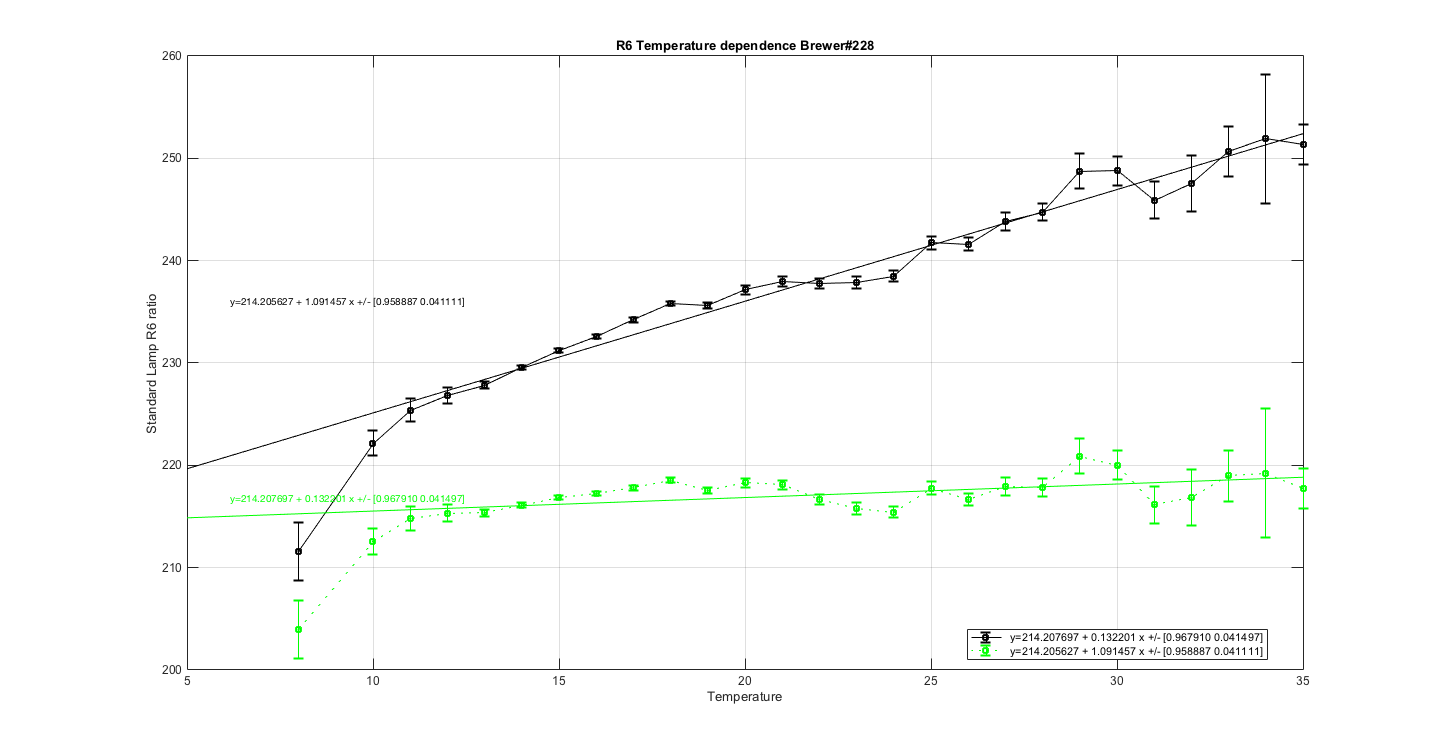 R6 Temperature dependence Brewer#228
260
250
240
230
220
210
200
Standard Lamp R6 ratio
y=214.205627 + 1.091457 x +/- [0.958887 0.041111]
y=214.207697 + 0.132201 x +/- [0.967910 0.041497]
y=214.207697 + 0.132201 x +/- [0.967910 0.041497]
y=214.205627 + 1.091457 x +/- [0.958887 0.041111]
5 10 15 20 25 30 35
Temperature